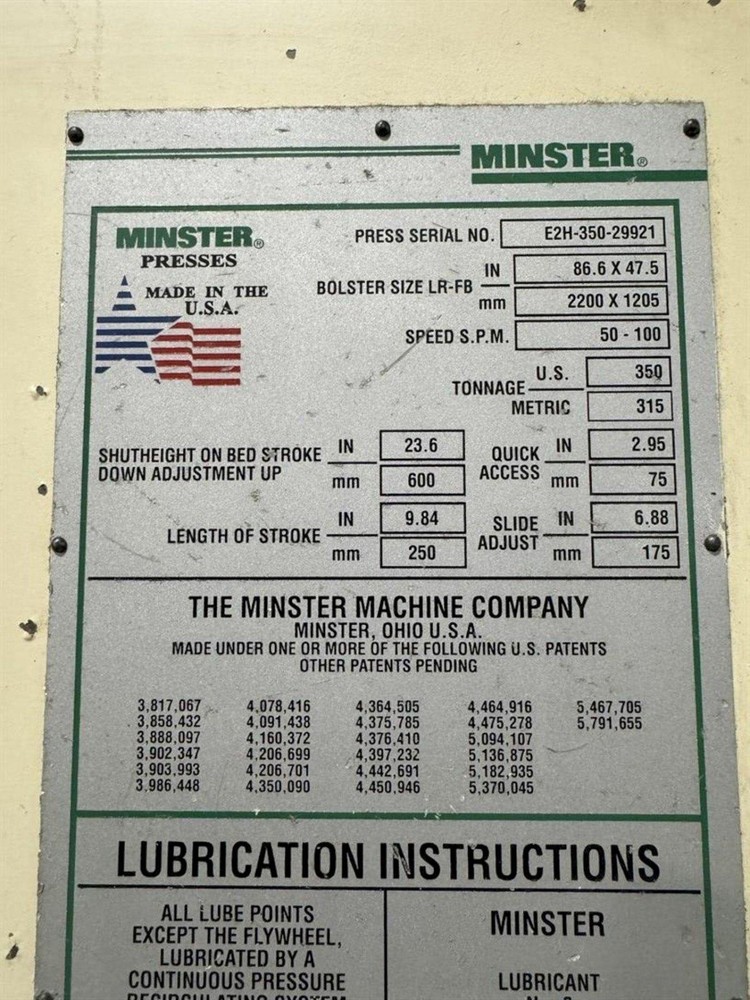 MINSTER®
MINSTER®
PRESSES
MADE IN THE
U.S.A.
PRESS SERIAL NO. E2H-350-29921
BOLSTER SIZE LR-FB IN 86.6 X 47.5
mm 2200 X 1205
SPEED S.P.M. 50 - 100
TONNAGE U.S. 350
METRIC 315
SHUTHEIGHT ON BED STROKE
DOWN ADJUSTMENT UP
IN 23.6
mm 600
QUICK
ACCESS
IN 2.95
mm 75
LENGTH OF STROKE
IN 9.84
mm 250
SLIDE
ADJUST
IN 6.88
mm 175
THE MINSTER MACHINE COMPANY
MINSTER, OHIO U.S.A.
MADE UNDER ONE OR MORE OF THE FOLLOWING U.S. PATENTS
OTHER PATENTS PENDING
3,817,067 4,078,416 4,364,505 4,464,916 5,467,705
3,858,432 4,091,438 4,375,785 4,475,278 5,791,655
3,888,097 4,160,372 4,376,410 5,094,107
3,902,347 4,206,699 4,397,232 5,136,875
3,903,993 4,206,701 4,442,691 5,182,935
3,986,448 4,350,090 4,450,946 5,370,045
LUBRICATION INSTRUCTIONS
ALL LUBE POINTS
EXCEPT THE FLYWHEEL,
LUBRICATED BY A
CONTINUOUS PRESSURE
RECIRCULATING SYSTEM
MINSTER
LUBRICANT